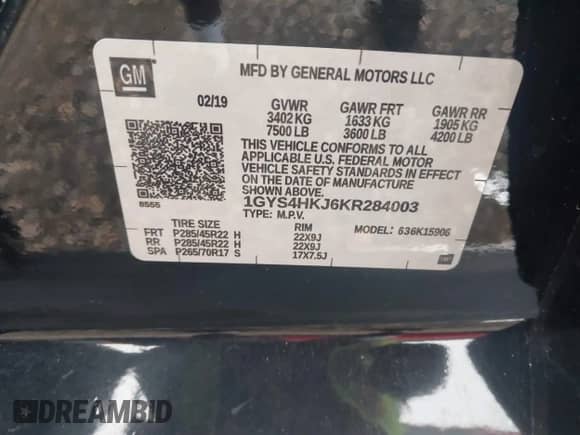 GM
MFD BY GENERAL MOTORS LLC
02/19 GVWR GAWR FRT GAWR RR
3402 KG 1633 KG 1905 KG
7500 LB 3600 LB 4200 LB
THIS VEHICLE CONFORMS TO ALL
APPLICABLE U.S. FEDERAL MOTOR
VEHICLE SAFETY STANDARDS IN EFFECT
ON THE DATE OF MANUFACTURE
SHOWN ABOVE.
8555 1GYS4HKJ6KR284003
TYPE: M.P.V. MODEL: 636K15906
TIRE SIZE RIM
FRT P285/45R22 H 22X9J
RR P285/45R22 H 22X9J
SPA P265/70R17 S 17X7.5J
DREAMBID